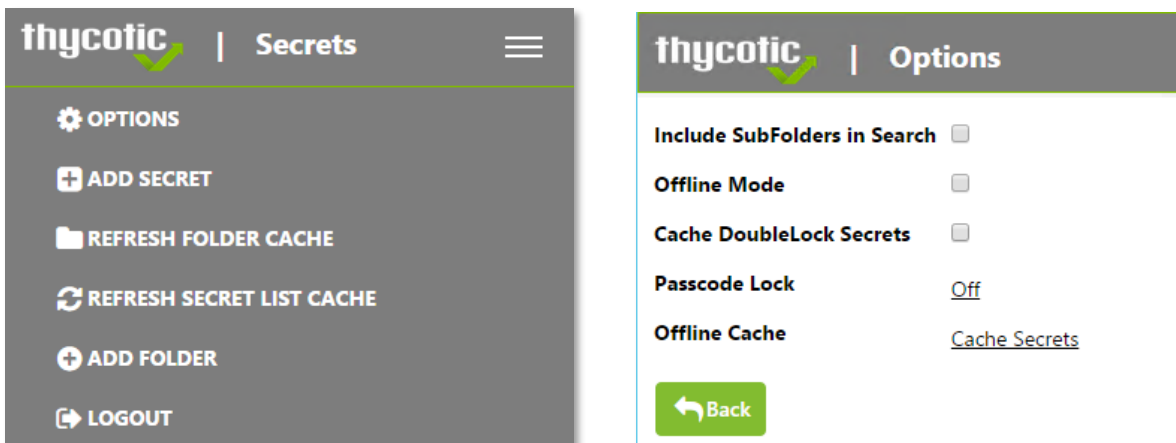 thycotic | Secrets
OPTIONS
ADD SECRET
REFRESH FOLDER CACHE
REFRESH SECRET LIST CACHE
ADD FOLDER
LOGOUT
thycotic | Options
Include SubFolders in Search
Offline Mode
Cache DoubleLock Secrets
Passcode Lock Off
Offline Cache Cache Secrets
Back